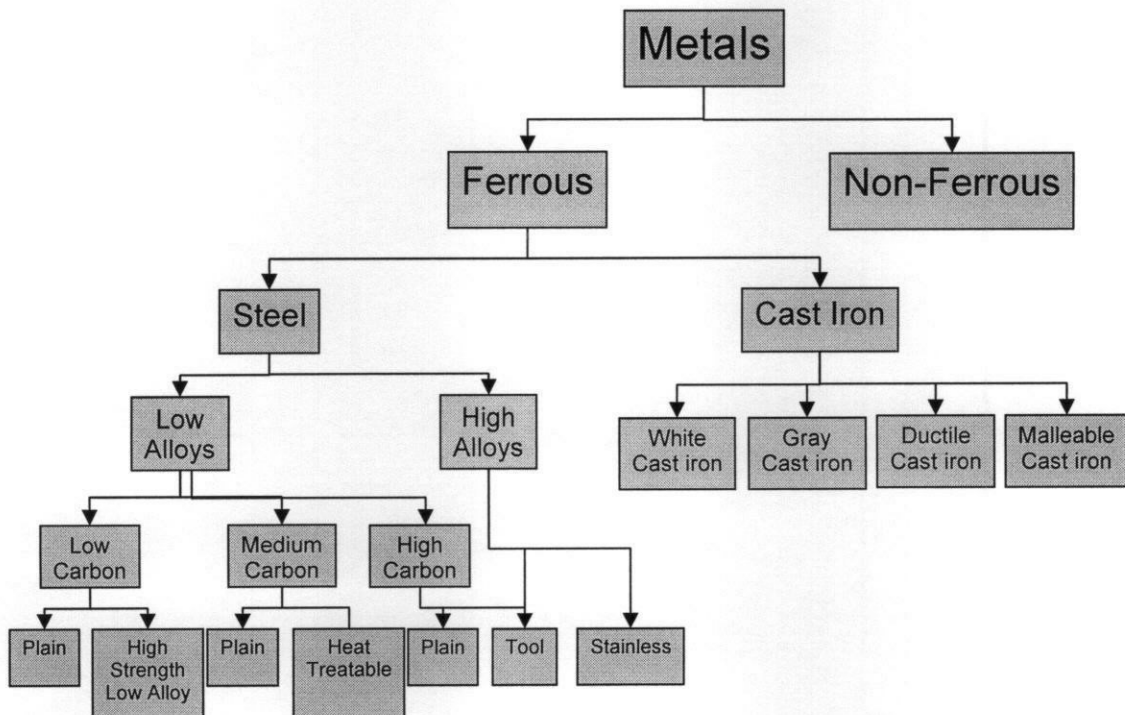 Metals
Ferrous
Non-Ferrous
Steel
Cast Iron
Low
Alloys
High
Alloys
White
Cast iron
Gray
Cast iron
Ductile
Cast iron
Malleable
Cast iron
Low
Carbon
Medium
Carbon
High
Carbon
Plain
High
Strength
Low Alloy
Plain
Heat
Treatable
Plain
Tool
Stainless